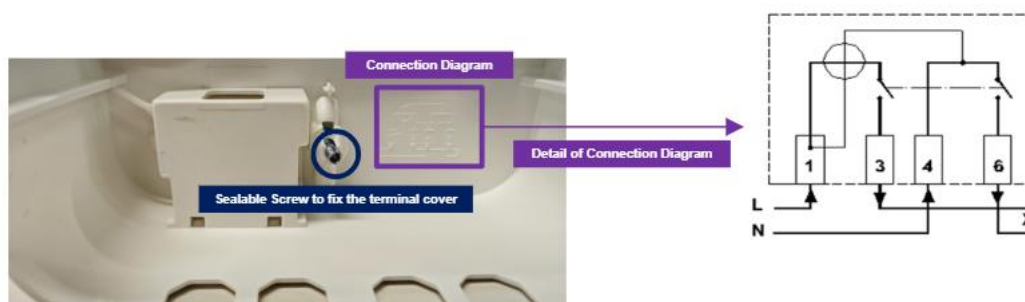 Connection Diagram
Detail of Connection Diagram
Sealable Screw to fix the terminal cover
1 3 4 6
L
N